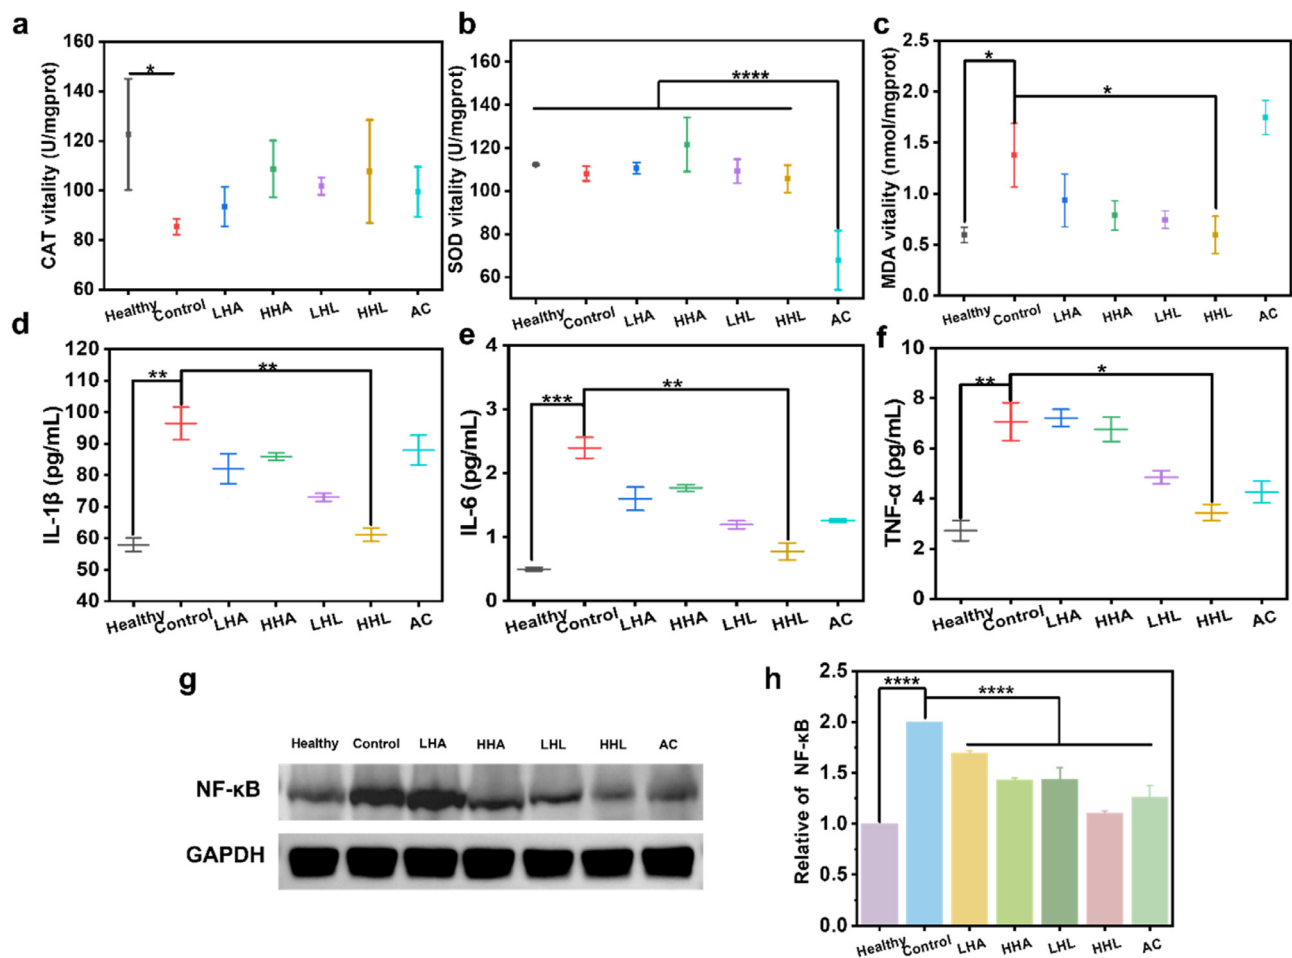 a
CAT vitality (U/mgprot)
160
140
120
100
80
60
*
Healthy Control LHA HHA LHL HHL AC
b
SOD vitality (U/mgprot)
160
140
120
100
80
60
****
Healthy Control LHA HHA LHL HHL AC
c
MDA vitality (nmol/mgprot)
2.5
2.0
1.5
1.0
0.5
0.0
*
*
Healthy Control LHA HHA LHL HHL AC
d
IL-1β (pg/mL)
120
110
100
90
80
70
60
50
40
**
**
Healthy Control LHA HHA LHL HHL AC
e
IL-6 (pg/mL)
4
3
2
1
0
***
**
Healthy Control LHA HHA LHL HHL AC
f
TNF-α (pg/mL)
10
8
6
4
2
0
**
*
Healthy Control LHA HHA LHL HHL AC
g
Healthy Control LHA HHA LHL HHL AC
NF-κB
GAPDH
h
Relative of NF-κB
2.5
2.0
1.5
1.0
0.5
0.0
****
****
Healthy Control LHA HHA LHL HHL AC